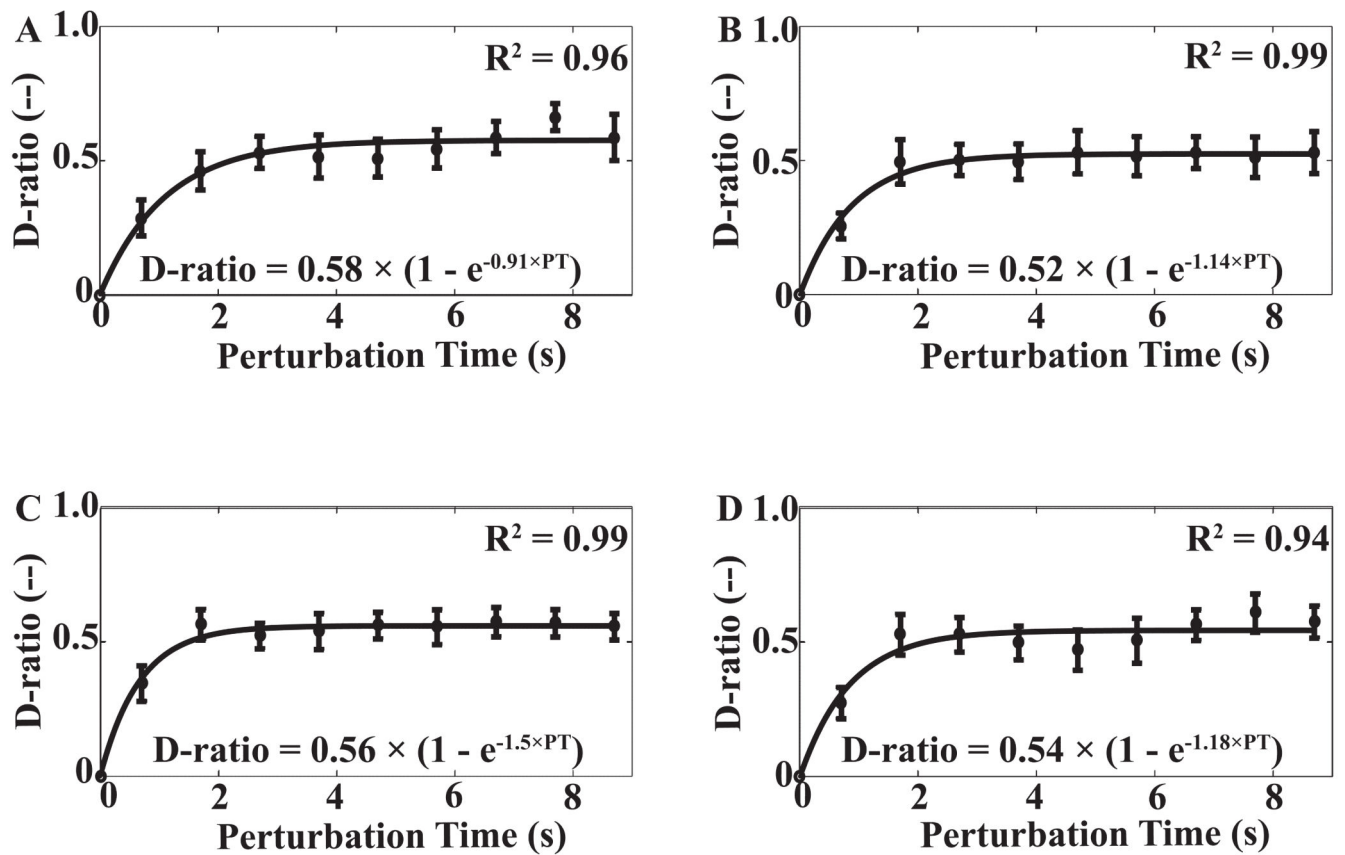 A
1.0
R² = 0.96
D-ratio (--)
0.5
D-ratio = 0.58 × (1 - e^-0.91×PT)
0
0 2 4 6 8
Perturbation Time (s)
B
1.0
R² = 0.99
D-ratio (--)
0.5
D-ratio = 0.52 × (1 - e^-1.14×PT)
0
0 2 4 6 8
Perturbation Time (s)
C
1.0
R² = 0.99
D-ratio (--)
0.5
D-ratio = 0.56 × (1 - e^-1.5×PT)
0
0 2 4 6 8
Perturbation Time (s)
D
1.0
R² = 0.94
D-ratio (--)
0.5
D-ratio = 0.54 × (1 - e^-1.18×PT)
0
0 2 4 6 8
Perturbation Time (s)